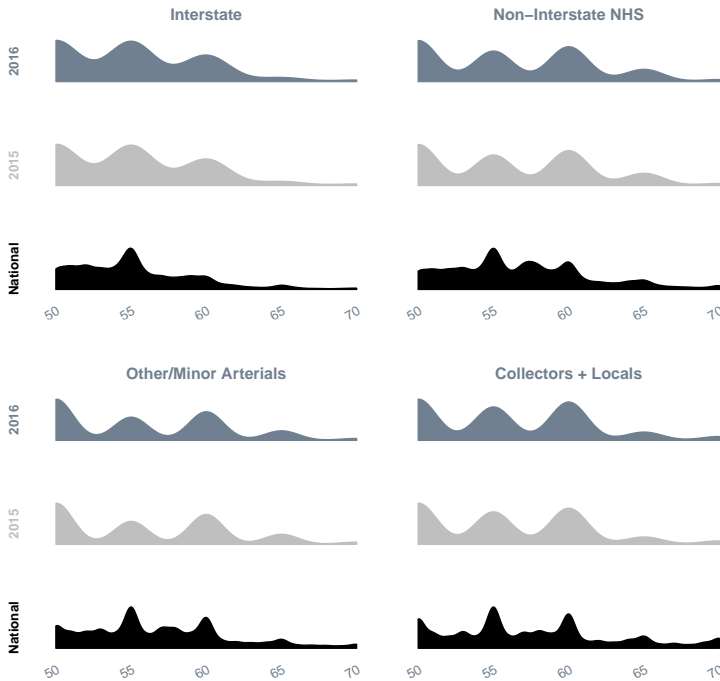 Interstate
Non−Interstate NHS
2016
2015
National
50 55 60 65 70
50 55 60 65 70
Other/Minor Arterials
Collectors + Locals
2016
2015
National
50 55 60 65 70
50 55 60 65 70